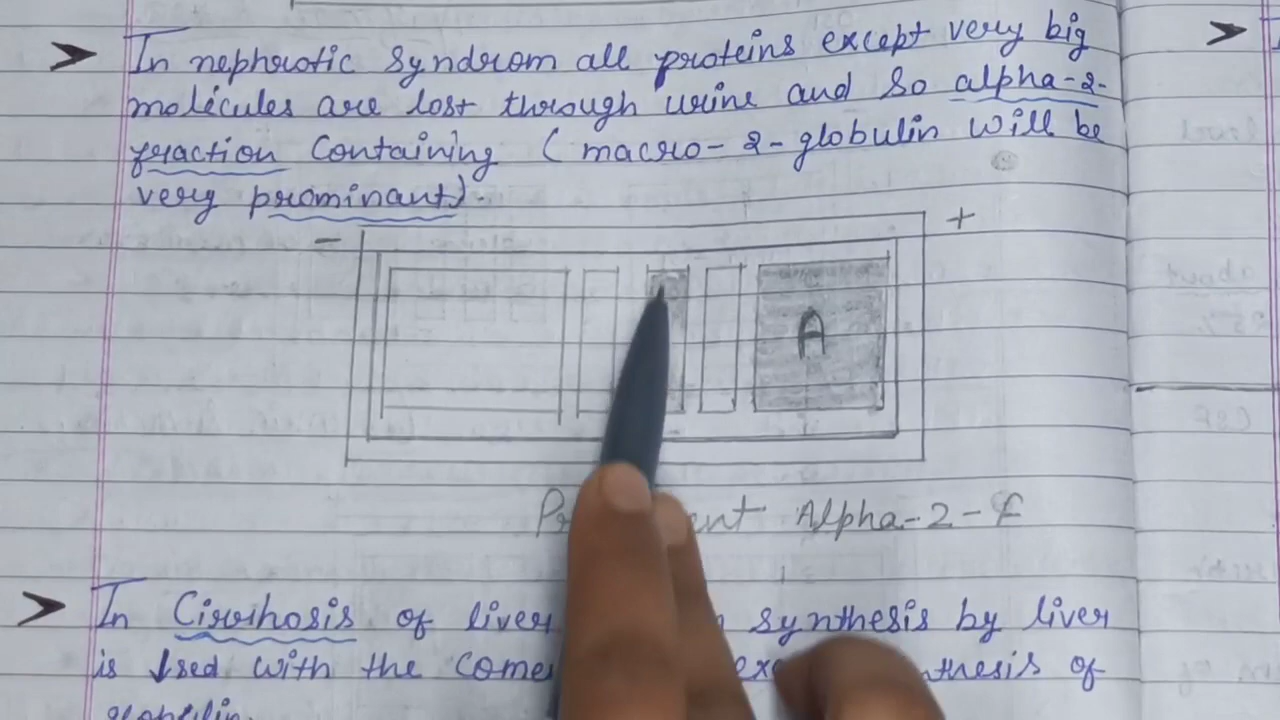 In nephrotic Syndrom all proteins except very big
molecules are lost through urine and so alpha-2-
fraction Containing (macro-2-globulin will be
very prominant).
- +
A
Alpha-2-F
In Cirrihosis of liver synthesis by liver
is ↓sed with the of
globulin